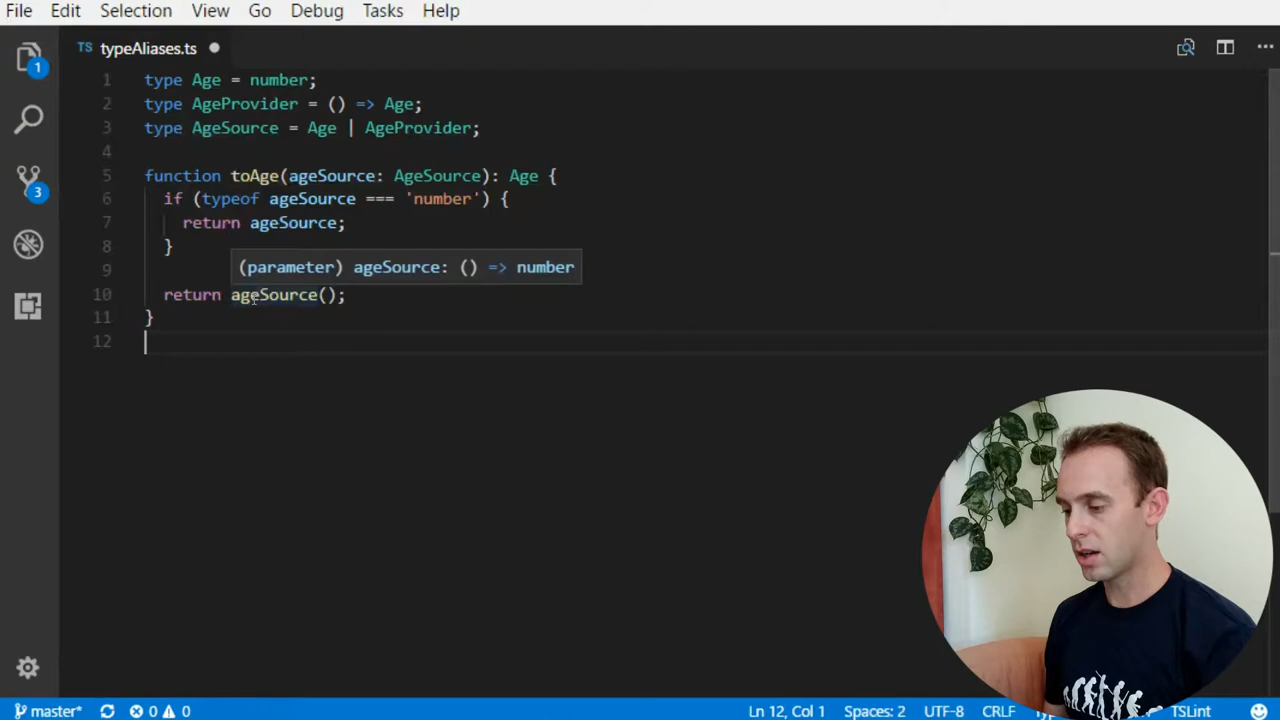 File Edit Selection View Go Debug Tasks Help
TS typeAliases.ts
1
1 type Age = number;
2 type AgeProvider = () => Age;
3 type AgeSource = Age | AgeProvider;
4
5 function toAge(ageSource: AgeSource): Age {
6 if (typeof ageSource === 'number') {
7 return ageSource;
8 }
3
9
(parameter) ageSource: () => number
10 return ageSource();
11 }
12
master* 0 0 Ln 12, Col 1 Spaces: 2 UTF-8 CRLF TSLint